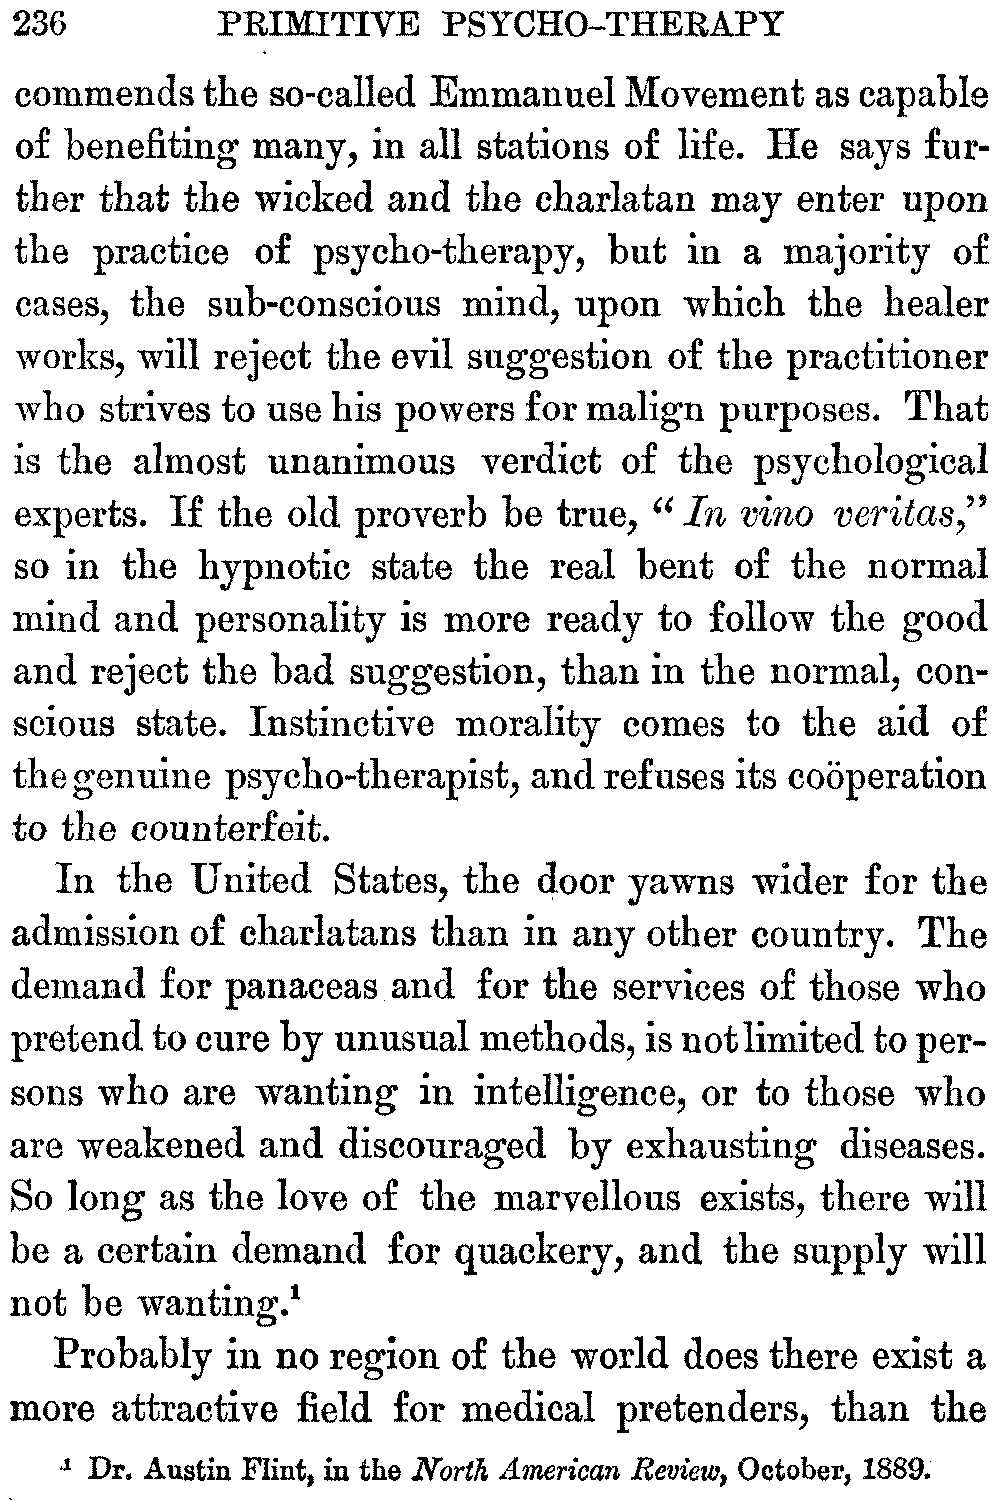 236 PRIMITIVE PSYCHO-THERAPY
commends the so-called Emmanuel Movement as capable
of benefiting many, in all stations of life. He says fur-
ther that the wicked and the charlatan may enter upon
the practice of psycho-therapy, but in a majority of
cases, the sub-conscious mind, upon which the healer
works, will reject the evil suggestion of the practitioner
who strives to use his powers for malign purposes. That
is the almost unanimous verdict of the psychological
experts. If the old proverb be true, “In vino veritas,”
so in the hypnotic state the real bent of the normal
mind and personality is more ready to follow the good
and reject the bad suggestion, than in the normal, con-
scious state. Instinctive morality comes to the aid of
the genuine psycho-therapist, and refuses its coöperation
to the counterfeit.
In the United States, the door yawns wider for the
admission of charlatans than in any other country. The
demand for panaceas and for the services of those who
pretend to cure by unusual methods, is not limited to per-
sons who are wanting in intelligence, or to those who
are weakened and discouraged by exhausting diseases.
So long as the love of the marvellous exists, there will
be a certain demand for quackery, and the supply will
not be wanting.¹
Probably in no region of the world does there exist a
more attractive field for medical pretenders, than the
¹ Dr. Austin Flint, in the North American Review, October, 1889.